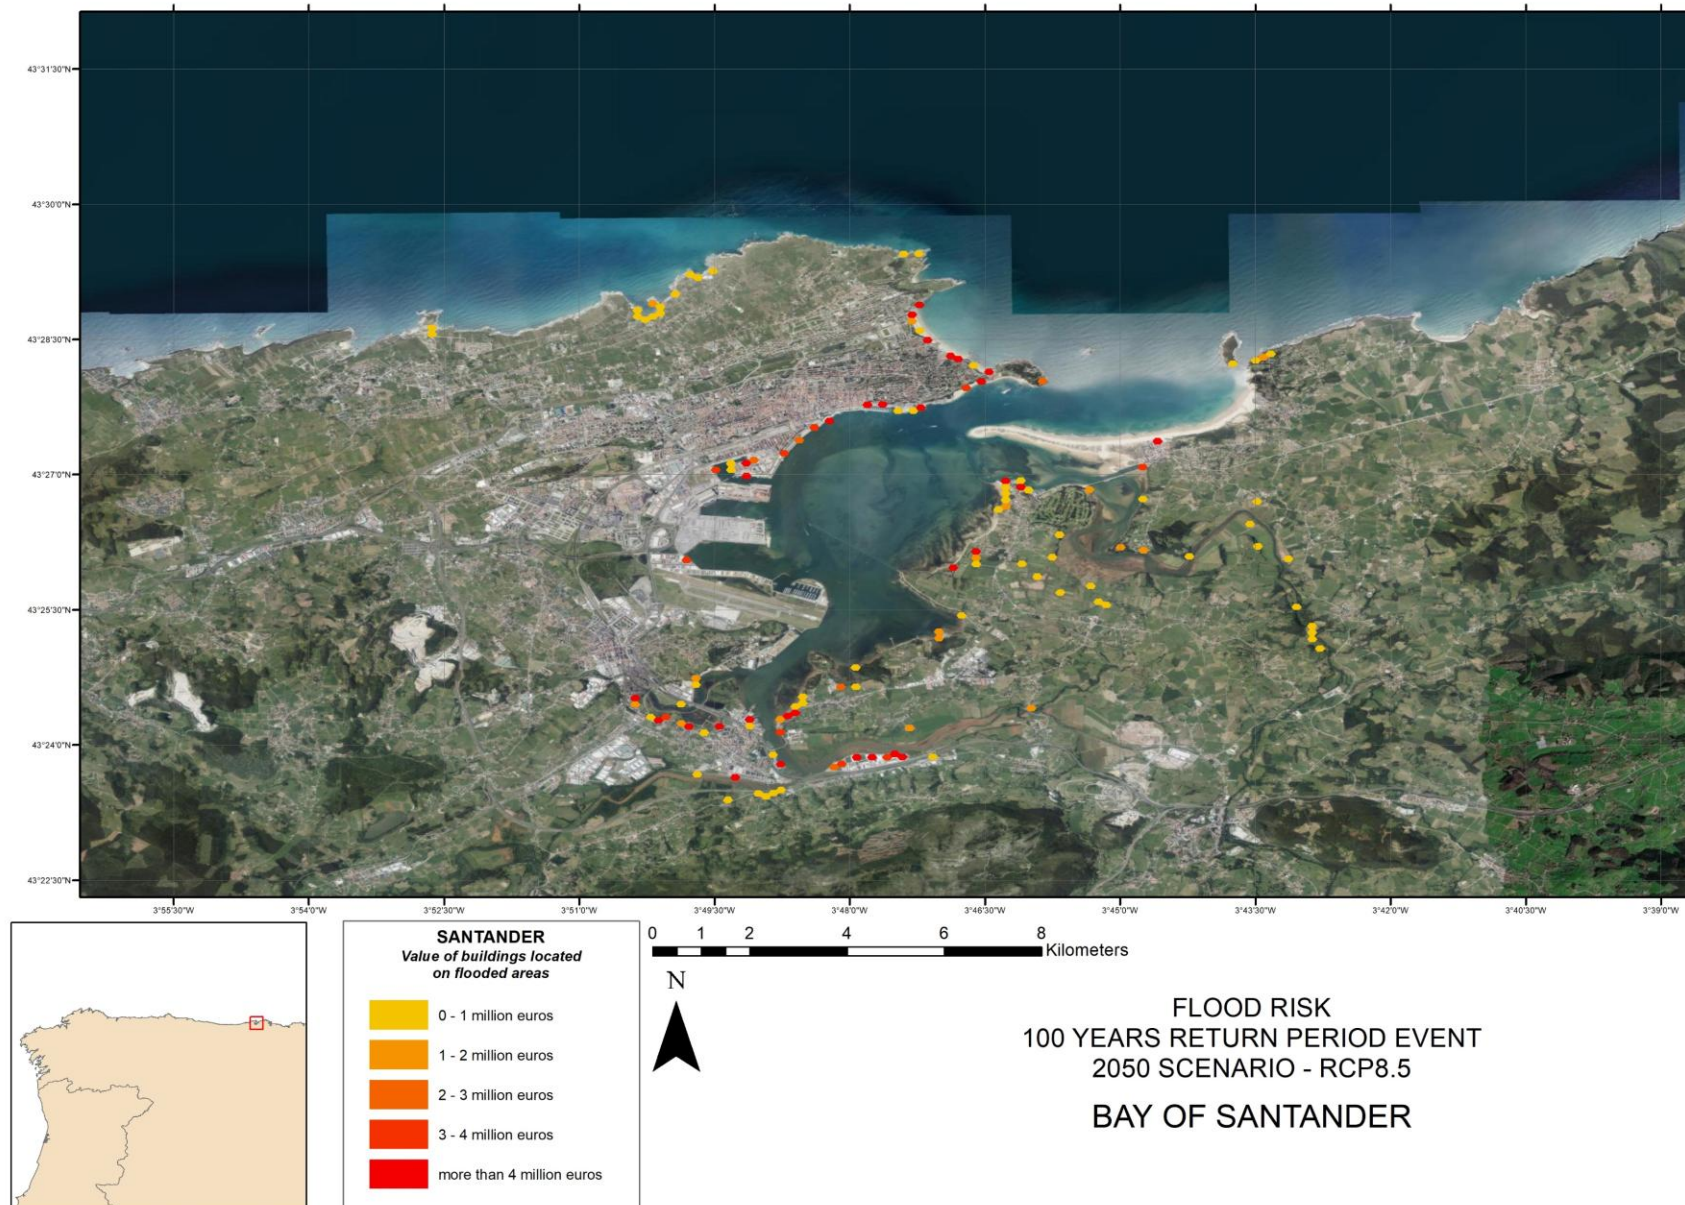 43°31'30"N
43°30'0"N
43°28'30"N
43°27'0"N
43°25'30"N
43°24'0"N
43°22'30"N
3°55'30"W 3°54'0"W 3°52'30"W 3°51'0"W 3°49'30"W 3°48'0"W 3°46'30"W 3°45'0"W 3°43'30"W 3°42'0"W 3°40'30"W 3°39'0"W
SANTANDER
Value of buildings located
on flooded areas
0 - 1 million euros
1 - 2 million euros
2 - 3 million euros
3 - 4 million euros
more than 4 million euros
0 1 2 4 6 8
Kilometers
N
FLOOD RISK
100 YEARS RETURN PERIOD EVENT
2050 SCENARIO - RCP8.5
BAY OF SANTANDER